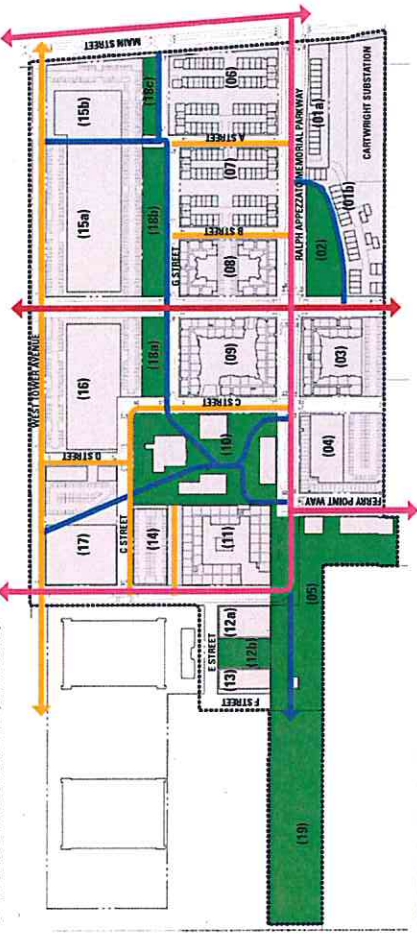 MAIN STREET
(15b)
(18c)
(06)
(01a)
CARTWRIGHT SUBSTATION
A STREET
RALPH APPEZZATO MEMORIAL PARKWAY
(15a)
(18b)
(07)
(01b)
B STREET
(02)
G STREET
(08)
WEST TOWER AVENUE
(16)
(18a)
(09)
(03)
C STREET
D STREET
(10)
(04)
FERRY POINT WAY
(17)
C STREET
(14)
(11)
(05)
E STREET
(12a)
(12b)
(13)
F STREET
(19)